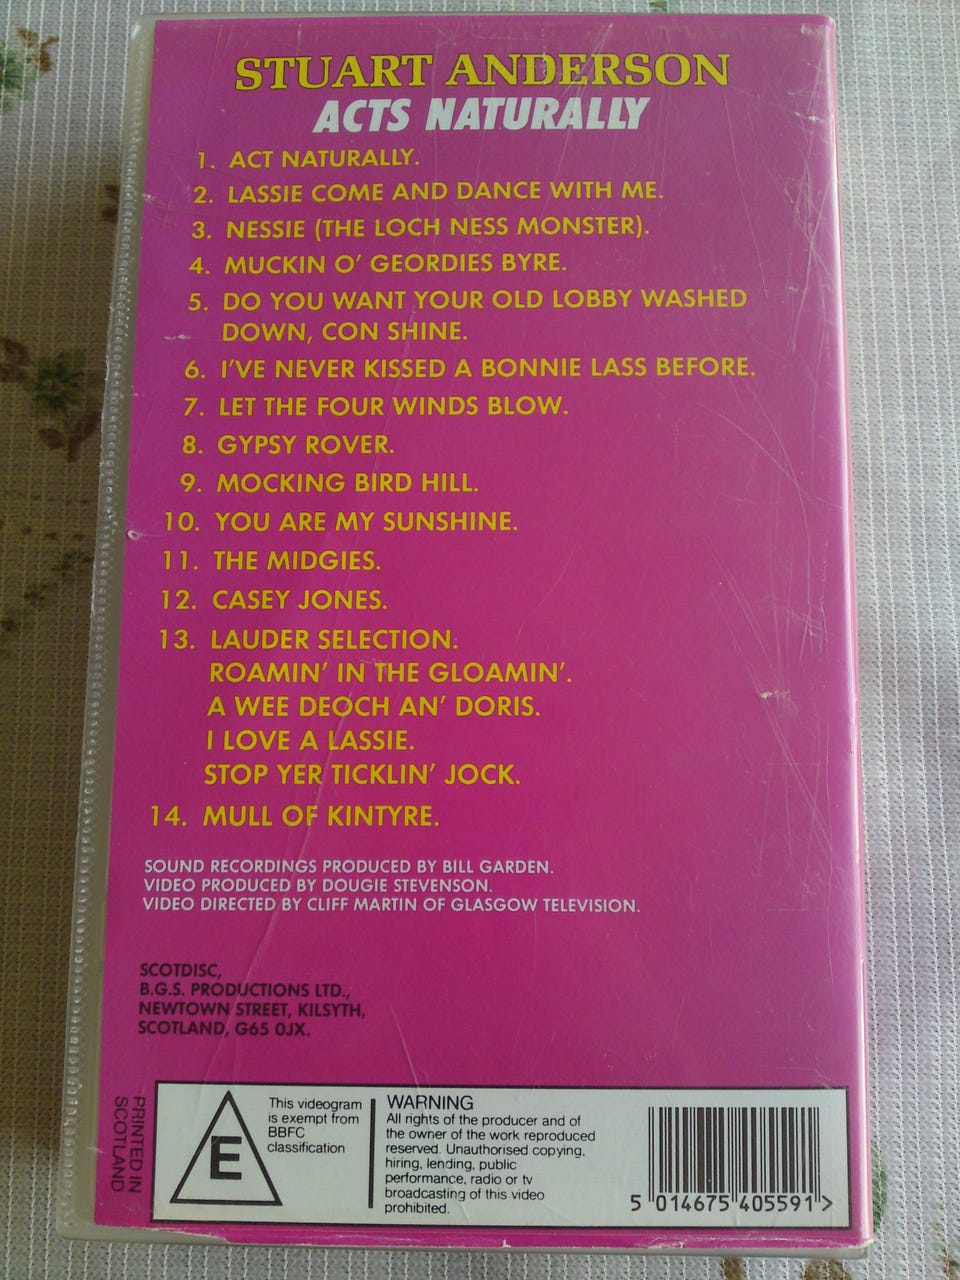 STUART ANDERSON
ACTS NATURALLY
1. ACT NATURALLY.
2. LASSIE COME AND DANCE WITH ME.
3. NESSIE (THE LOCH NESS MONSTER).
4. MUCKIN O' GEORDIES BYRE.
5. DO YOU WANT YOUR OLD LOBBY WASHED
DOWN, CON SHINE.
6. I'VE NEVER KISSED A BONNIE LASS BEFORE.
7. LET THE FOUR WINDS BLOW.
8. GYPSY ROVER.
9. MOCKING BIRD HILL.
10. YOU ARE MY SUNSHINE.
11. THE MIDGIES.
12. CASEY JONES.
13. LAUDER SELECTION:
ROAMIN' IN THE GLOAMIN'.
A WEE DEOCH AN' DORIS.
I LOVE A LASSIE.
STOP YER TICKLIN' JOCK.
14. MULL OF KINTYRE.
SOUND RECORDINGS PRODUCED BY BILL GARDEN.
VIDEO PRODUCED BY DOUGIE STEVENSON.
VIDEO DIRECTED BY CLIFF MARTIN OF GLASGOW TELEVISION.
SCOTDISC,
B.G.S. PRODUCTIONS LTD.,
NEWTOWN STREET, KILSYTH,
SCOTLAND, G65 0JX.
PRINTED IN
SCOTLAND
E
This videogram
is exempt from
BBFC
classification
WARNING
All rights of the producer and of
the owner of the work reproduced
reserved. Unauthorised copying,
hiring, lending, public
performance, radio or tv
broadcasting of this video
prohibited.
5 014675 405591 >